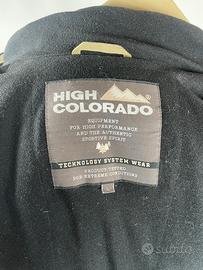 HIGH
COLORADO
EQUIPMENT
FOR HIGH PERFORMANCE
AND THE AUTHENTIC
SPORTIVE SPIRIT
TECHNOLOGY SYSTEM WEAR
PRODUCT TESTED
FOR EXTREME CONDITIONS
subito